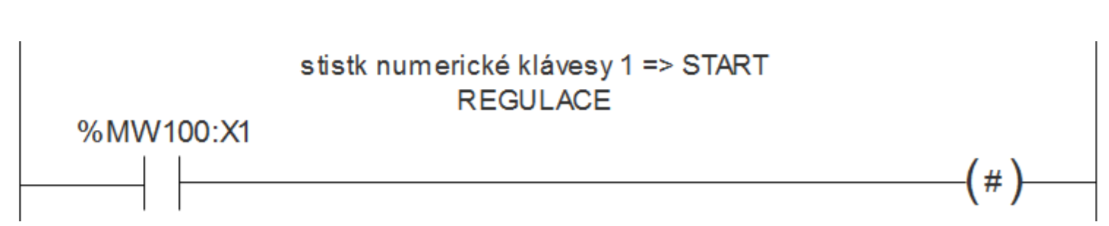 stistk numerické klávesy 1 => START
REGULACE
%MW100:X1
(#)